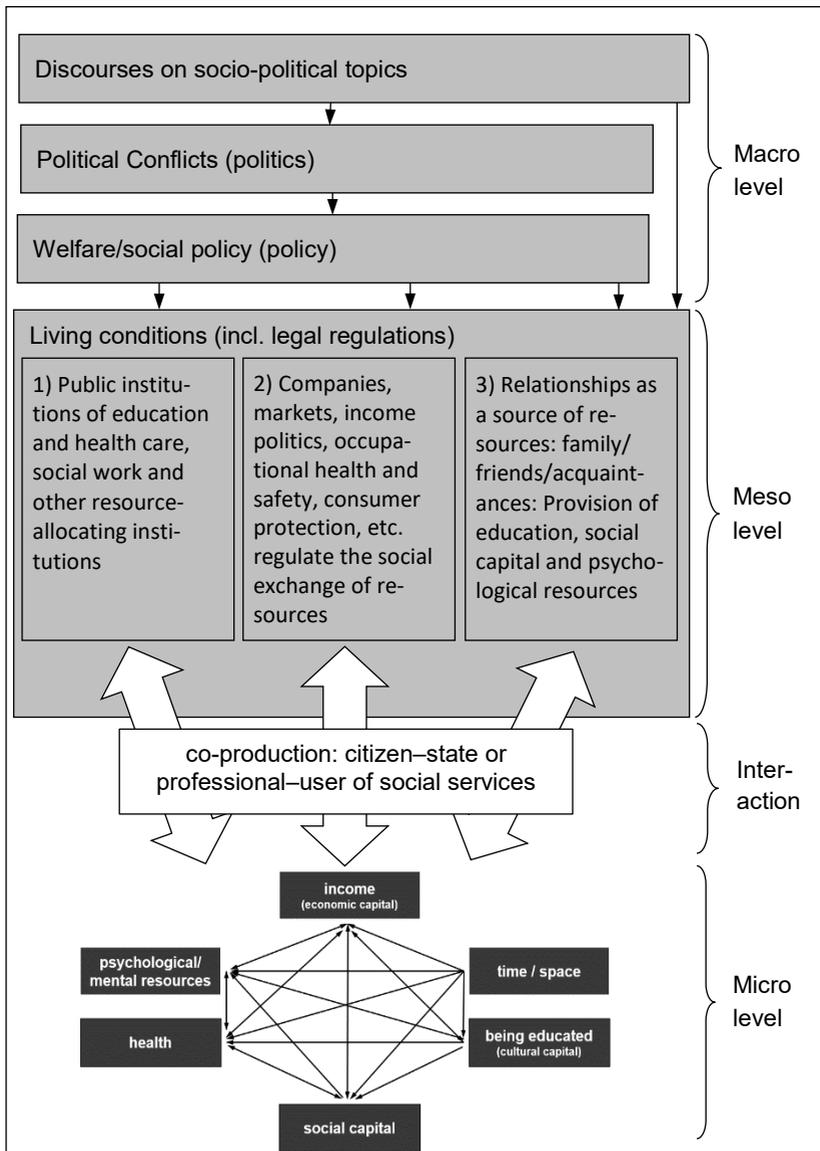 Discourses on socio-political topics
Political Conflicts (politics)
Macro
level
Welfare/social policy (policy)
Living conditions (incl. legal regulations)
1) Public institu-
tions of education
and health care,
social work and
other resource-
allocating insti-
tutions
2) Companies,
markets, income
politics, occupa-
tional health and
safety, consumer
protection, etc.
regulate the social
exchange of re-
sources
3) Relationships as
a source of re-
sources: family/
friends/acquaint-
ances: Provision of
education, social
capital and psycho-
logical resources
Meso
level
co-production: citizen–state or
professional–user of social services
Inter-
action
income
(economic capital)
psychological/
mental resources
time / space
health
being educated
(cultural capital)
social capital
Micro
level